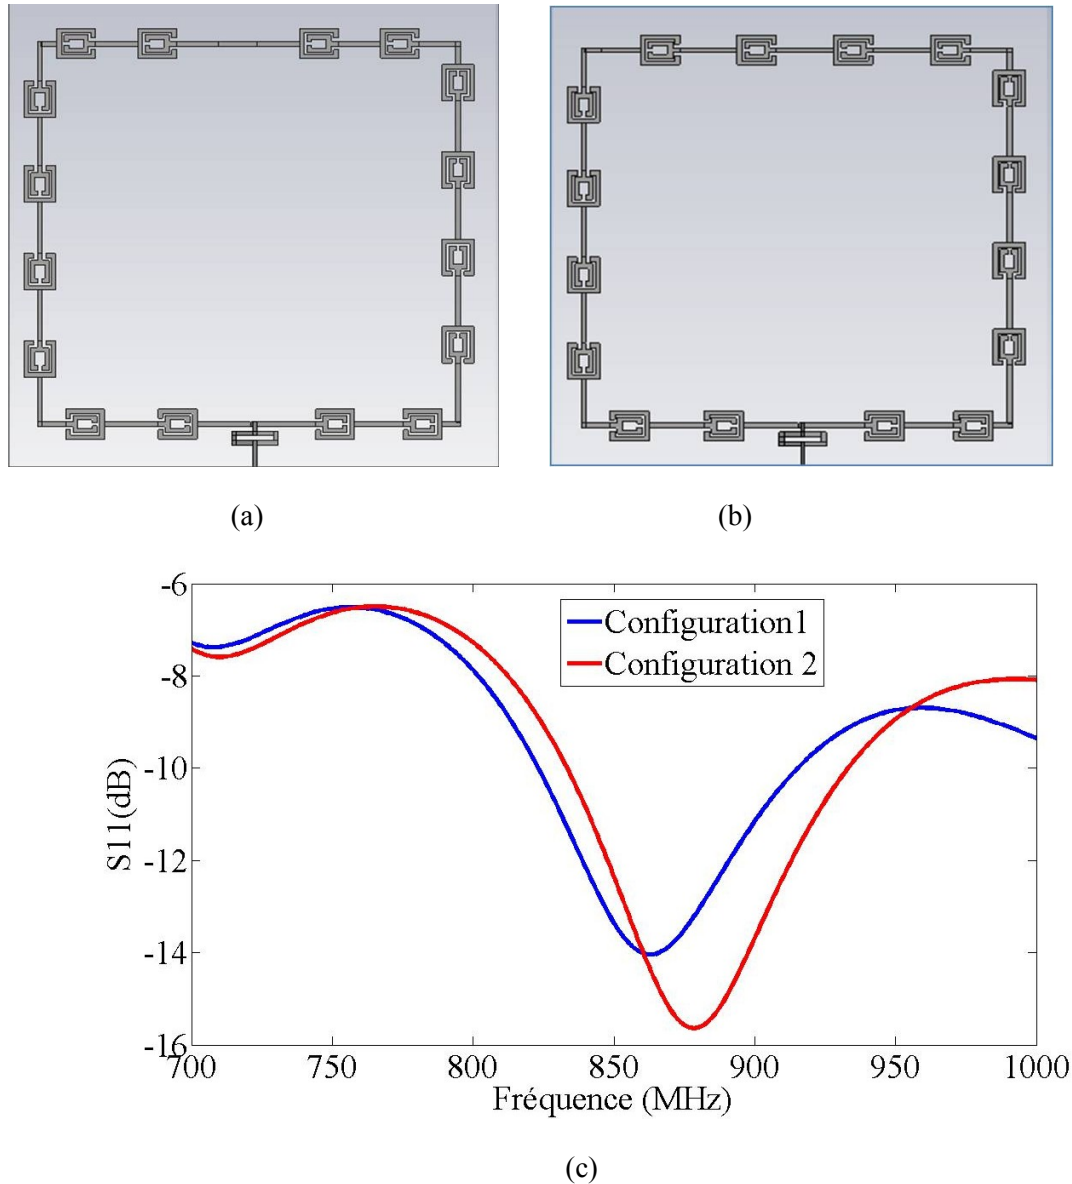 (a)
(b)
-6
-8
-10
-12
-14
-16
S11(dB)
Configuration1
Configuration 2
700
750
800
850
900
950
1000
Fréquence (MHz)
(c)